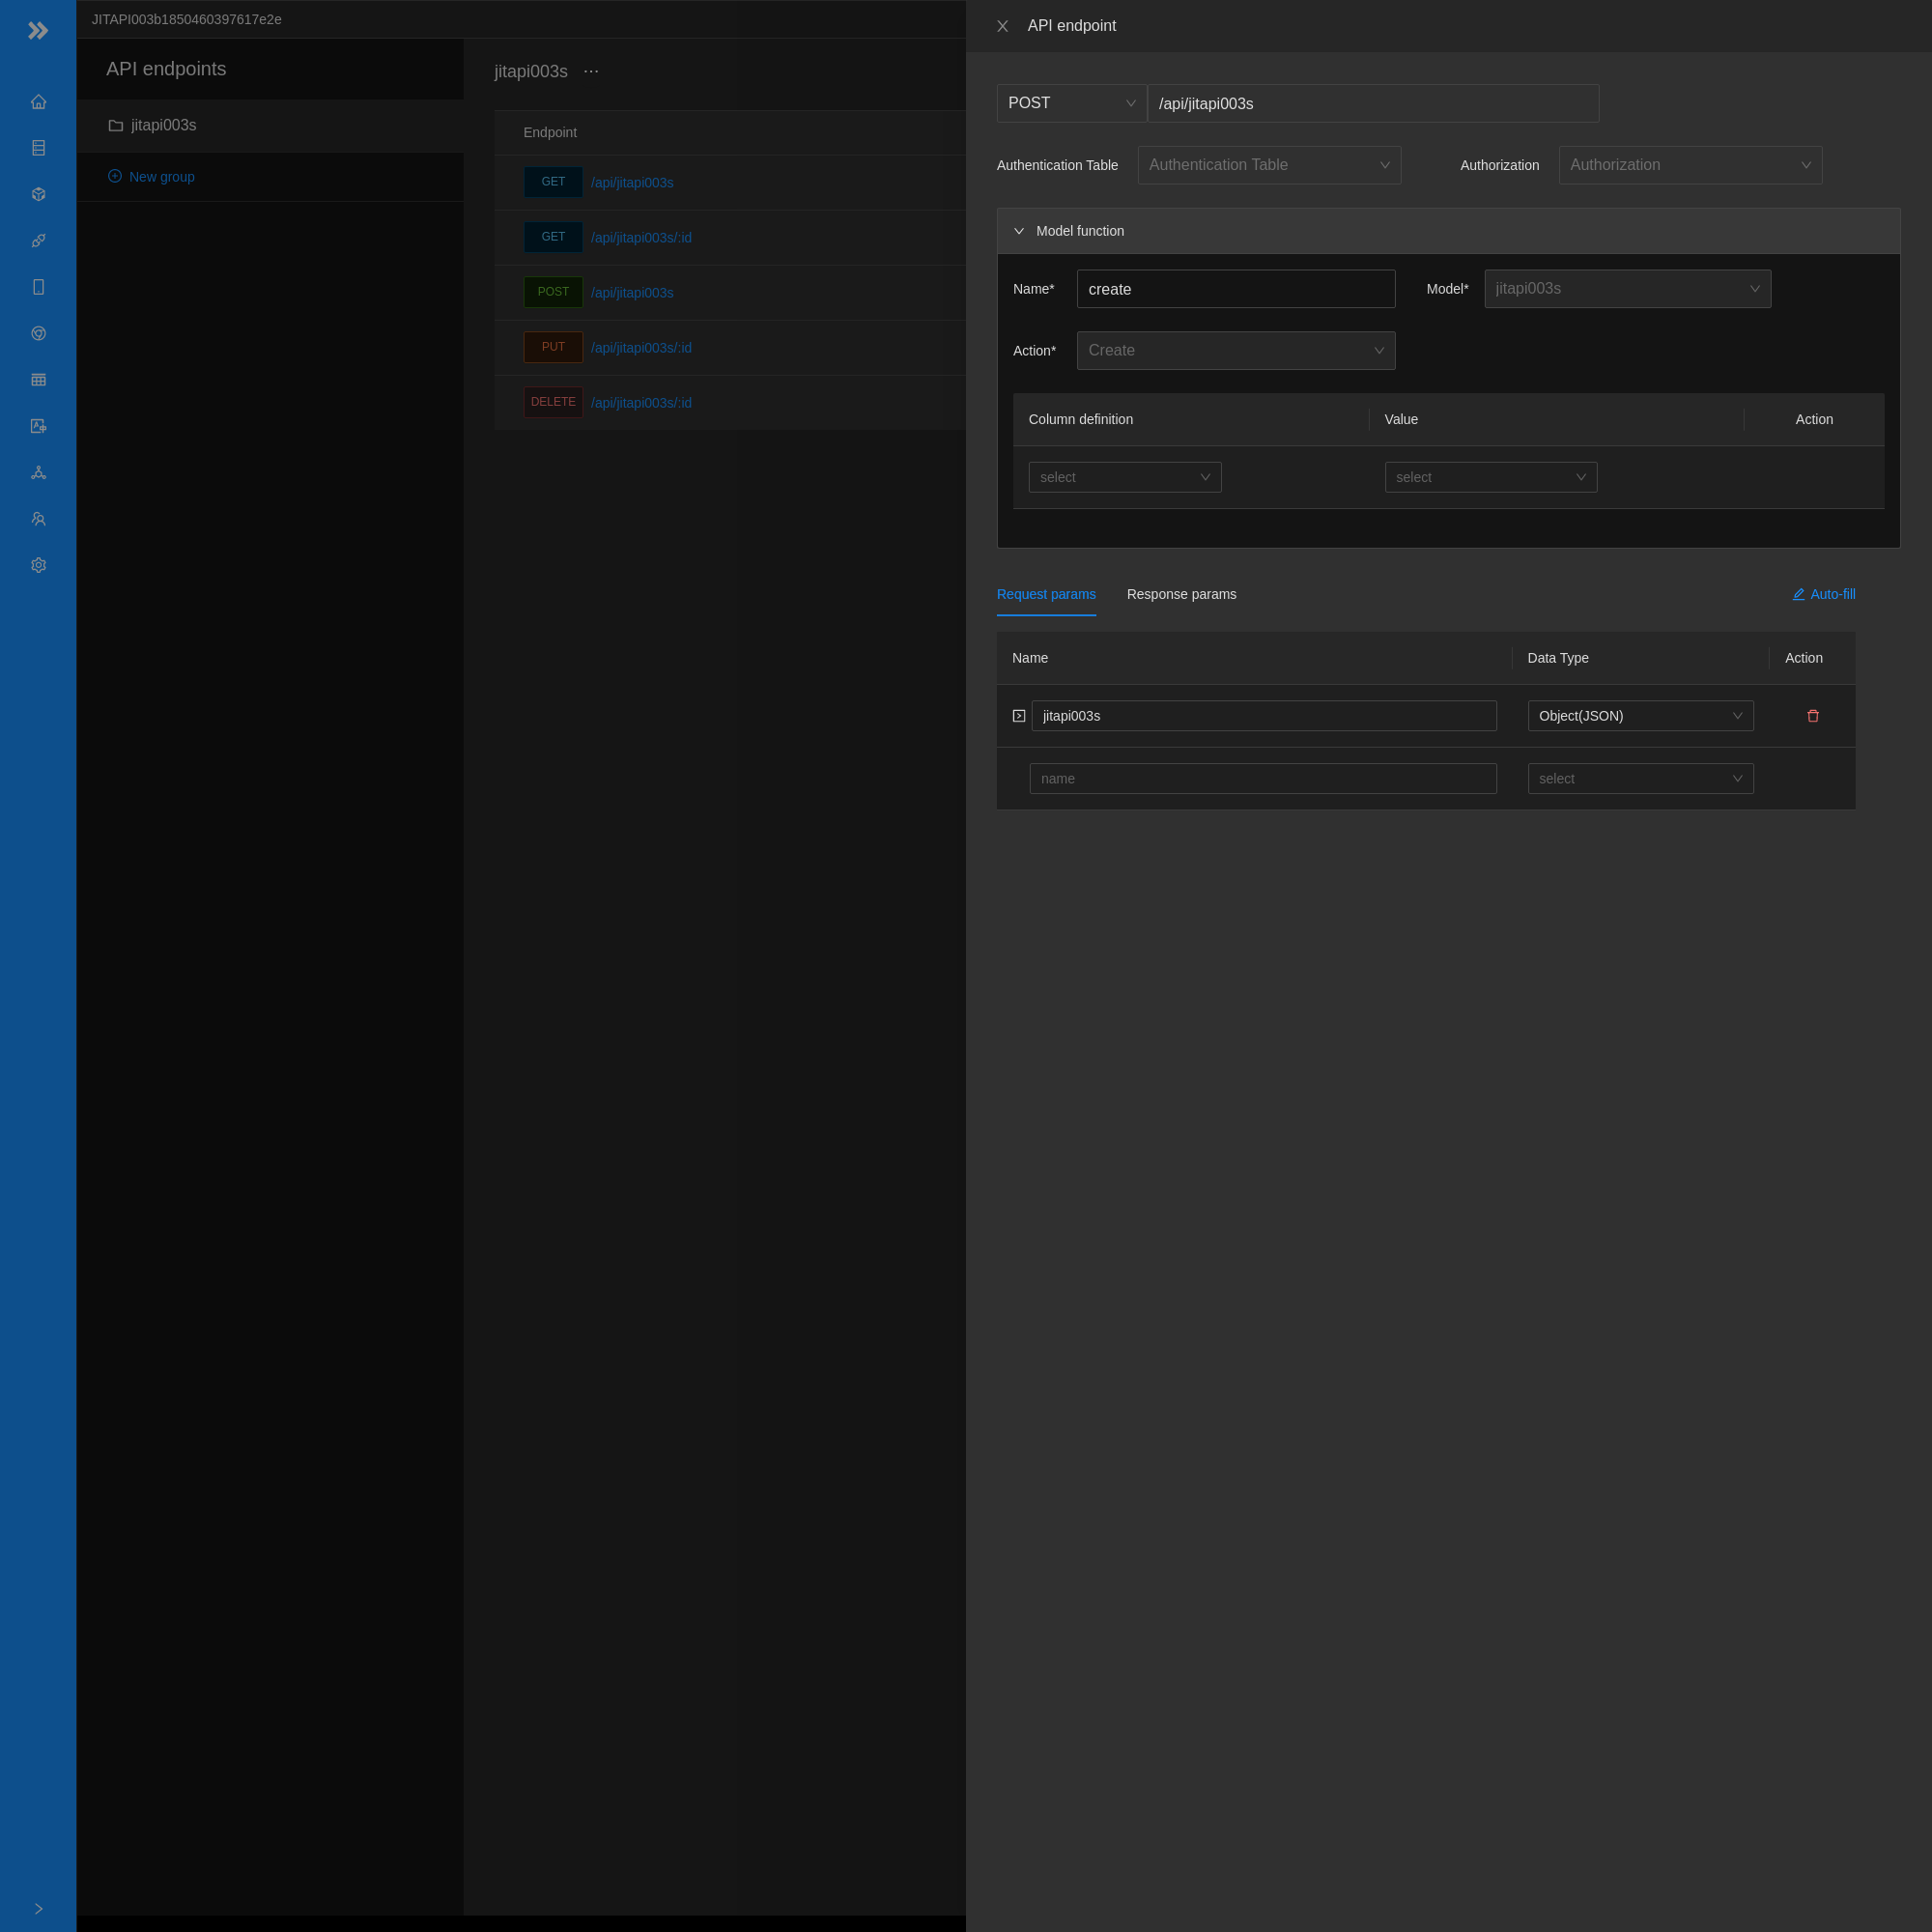 JITAPI003b1850460397617e2e
API endpoints
jitapi003s
New group
jitapi003s ···
Endpoint
GET /api/jitapi003s
GET /api/jitapi003s/:id
POST /api/jitapi003s
PUT /api/jitapi003s/:id
DELETE /api/jitapi003s/:id
API endpoint
POST /api/jitapi003s
Authentication Table Authentication Table Authorization Authorization
Model function
Name* create Model* jitapi003s
Action* Create
Column definition Value Action
select select
Request params Response params Auto-fill
Name Data Type Action
jitapi003s Object(JSON)
name select